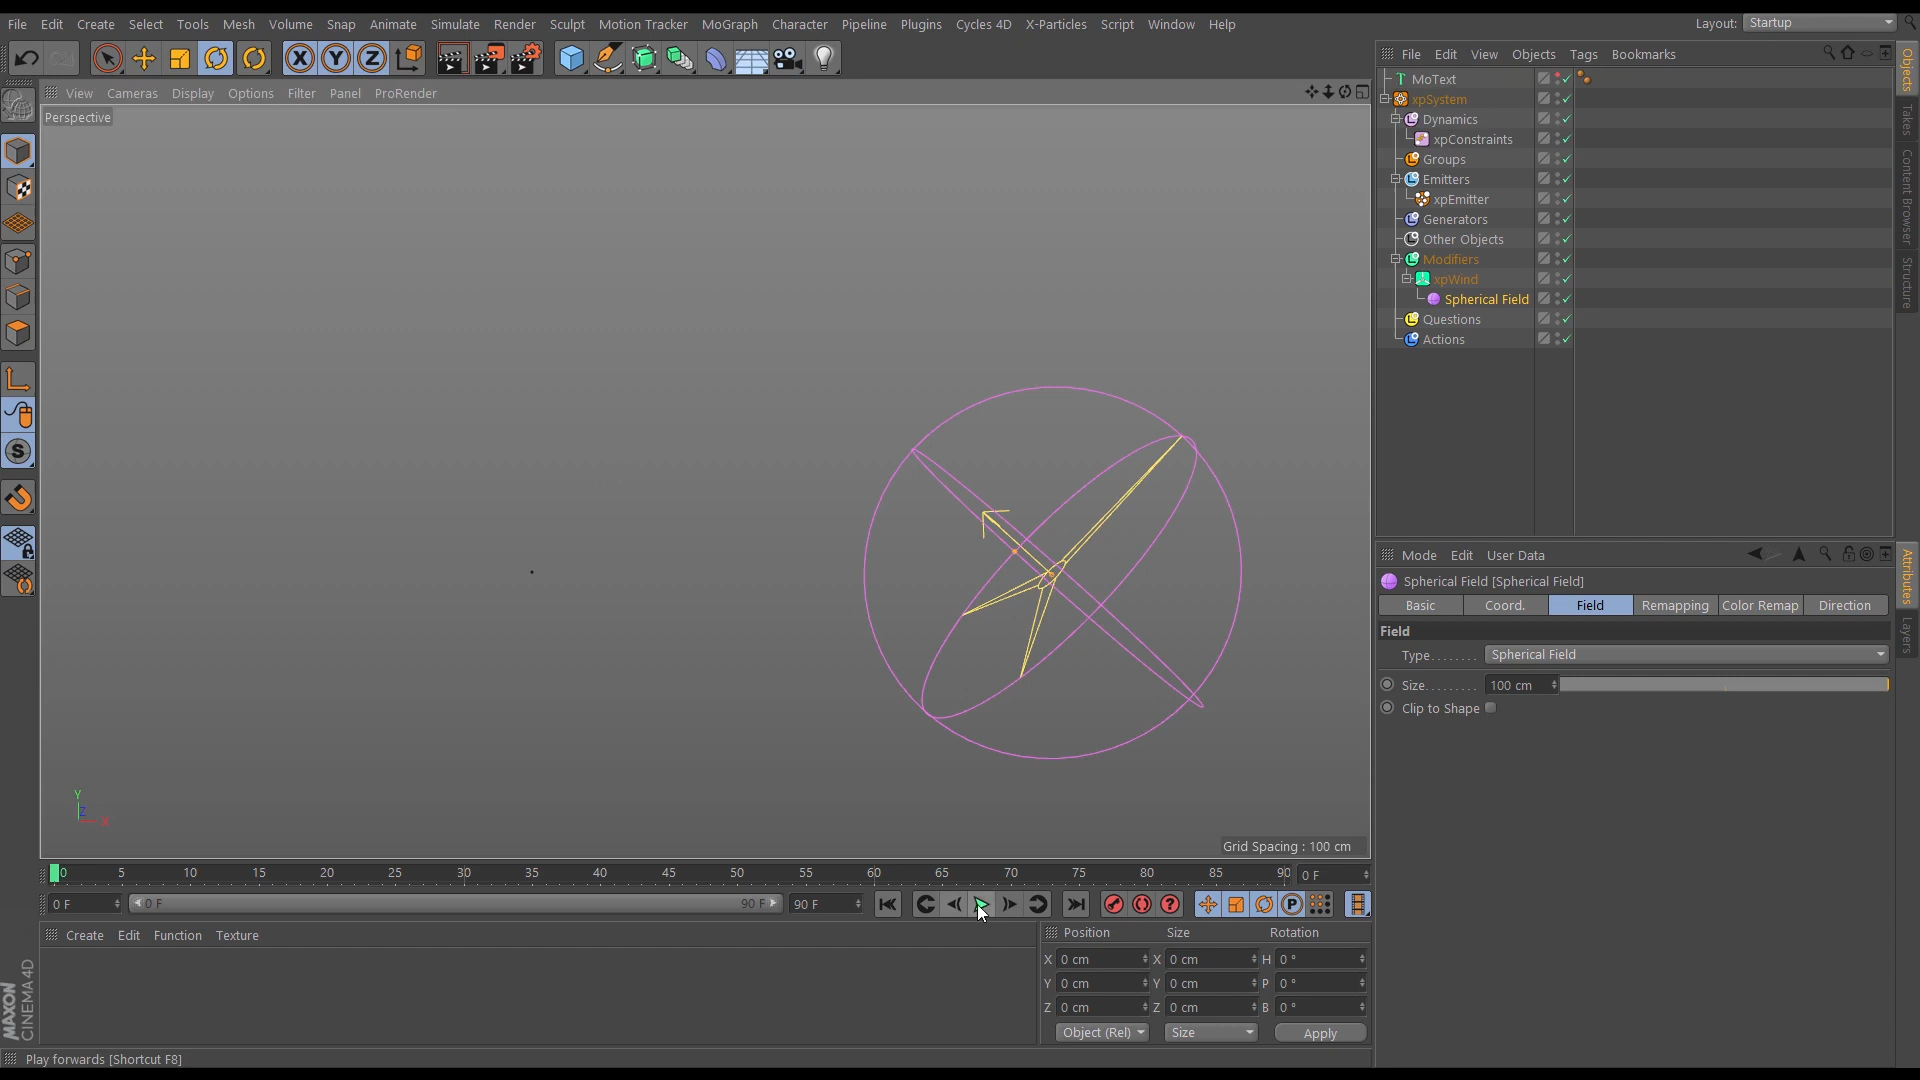 File Edit Create Select Tools Mesh Volume Snap Animate Simulate Render Sculpt Motion Tracker MoGraph Character Pipeline Plugins Cycles 4D X-Particles Script Window Help Layout: Startup
X Y Z
View Cameras Display Options Filter Panel ProRender
Perspective
File Edit View Objects Tags Bookmarks
MoText
xpSystem
Dynamics
xpConstraints
Groups
Emitters
xpEmitter
Generators
Other Objects
Modifiers
xpWind
Spherical Field
Questions
Actions
Objects
Takes
Content Browser
Structure
Mode Edit User Data
Spherical Field [Spherical Field]
Basic Coord. Field Remapping Color Remap Direction
Field
Type........ Spherical Field
Size........ 100 cm
Clip to Shape
Attributes
Layers
Y
Z
X
Grid Spacing : 100 cm
0 5 10 15 20 25 30 35 40 45 50 55 60 65 70 75 80 85 90 0 F
0 F 0 F 90 F 90 F
Create Edit Function Texture
Position Size Rotation
X 0 cm X 0 cm H 0 °
Y 0 cm Y 0 cm P 0 °
Z 0 cm Z 0 cm B 0 °
Object (Rel) Size Apply
MAXON
CINEMA 4D
Play forwards [Shortcut F8]